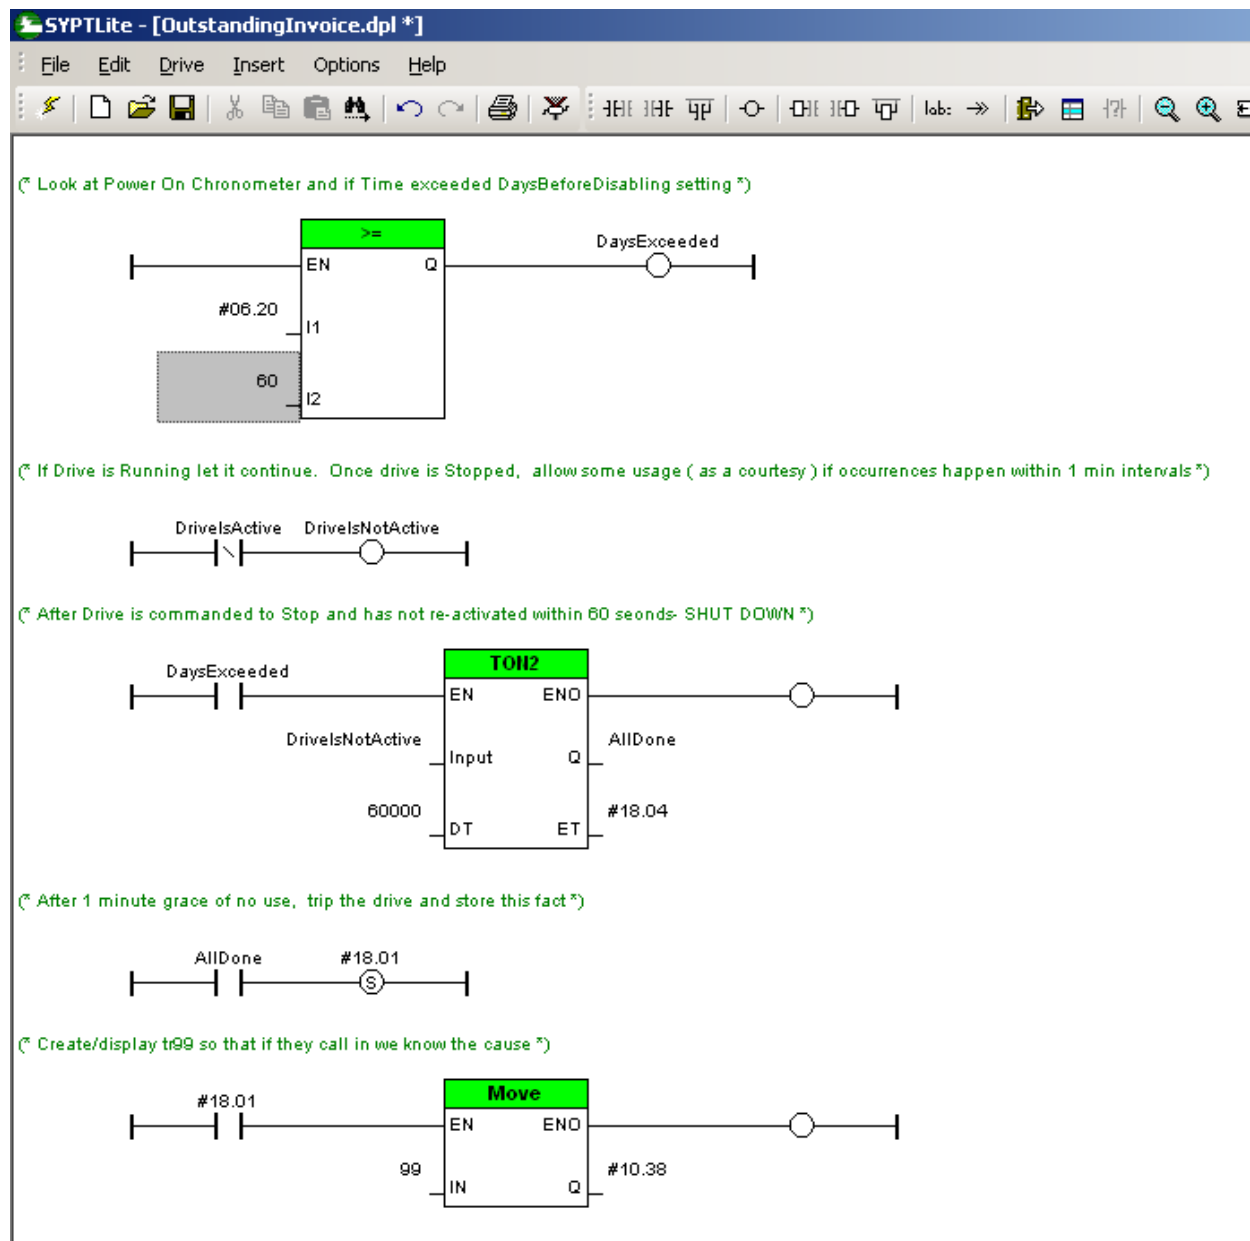 SYPTLite - [OutstandingInvoice.dpl *]
File Edit Drive Insert Options Help
lab:
(* Look at Power On Chronometer and if Time exceeded DaysBeforeDisabling setting *)
>=
DaysExceeded
EN Q
#06.20
I1
60
I2
(* If Drive is Running let it continue. Once drive is Stopped, allow some usage ( as a courtesy ) if occurrences happen within 1 min intervals *)
DriveIsActive DriveIsNotActive
(* After Drive is commanded to Stop and has not re-activated within 60 seonds- SHUT DOWN *)
DaysExceeded
TON2
EN ENO
DriveIsNotActive AllDone
Input Q
60000 #18.04
DT ET
(* After 1 minute grace of no use, trip the drive and store this fact *)
AllDone #18.01
S
(* Create/display tr99 so that if they call in we know the cause *)
Move
#18.01
EN ENO
99 #10.38
IN Q